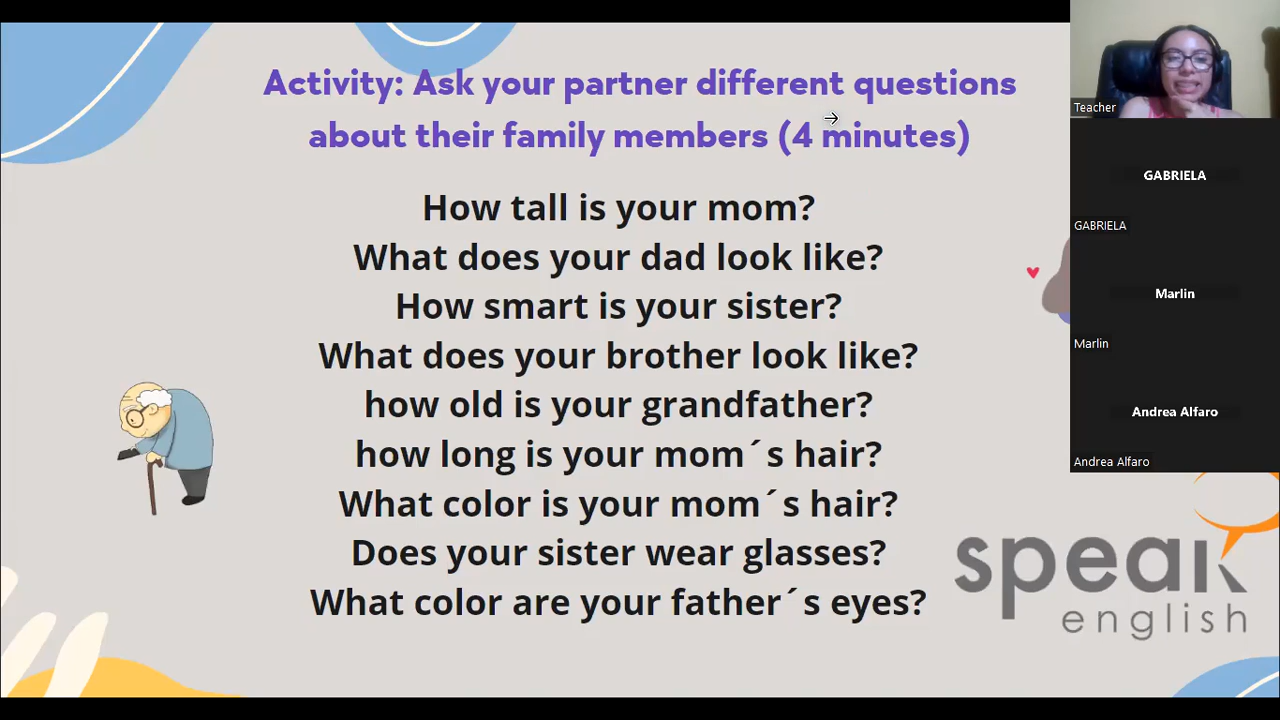 Activity: Ask your partner different questions
about their family members (4 minutes)
How tall is your mom?
What does your dad look like?
How smart is your sister?
What does your brother look like?
how old is your grandfather?
how long is your mom´s hair?
What color is your mom´s hair?
Does your sister wear glasses?
What color are your father´s eyes?
speak
english
Teacher
GABRIELA
GABRIELA
Marlin
Marlin
Andrea Alfaro
Andrea Alfaro